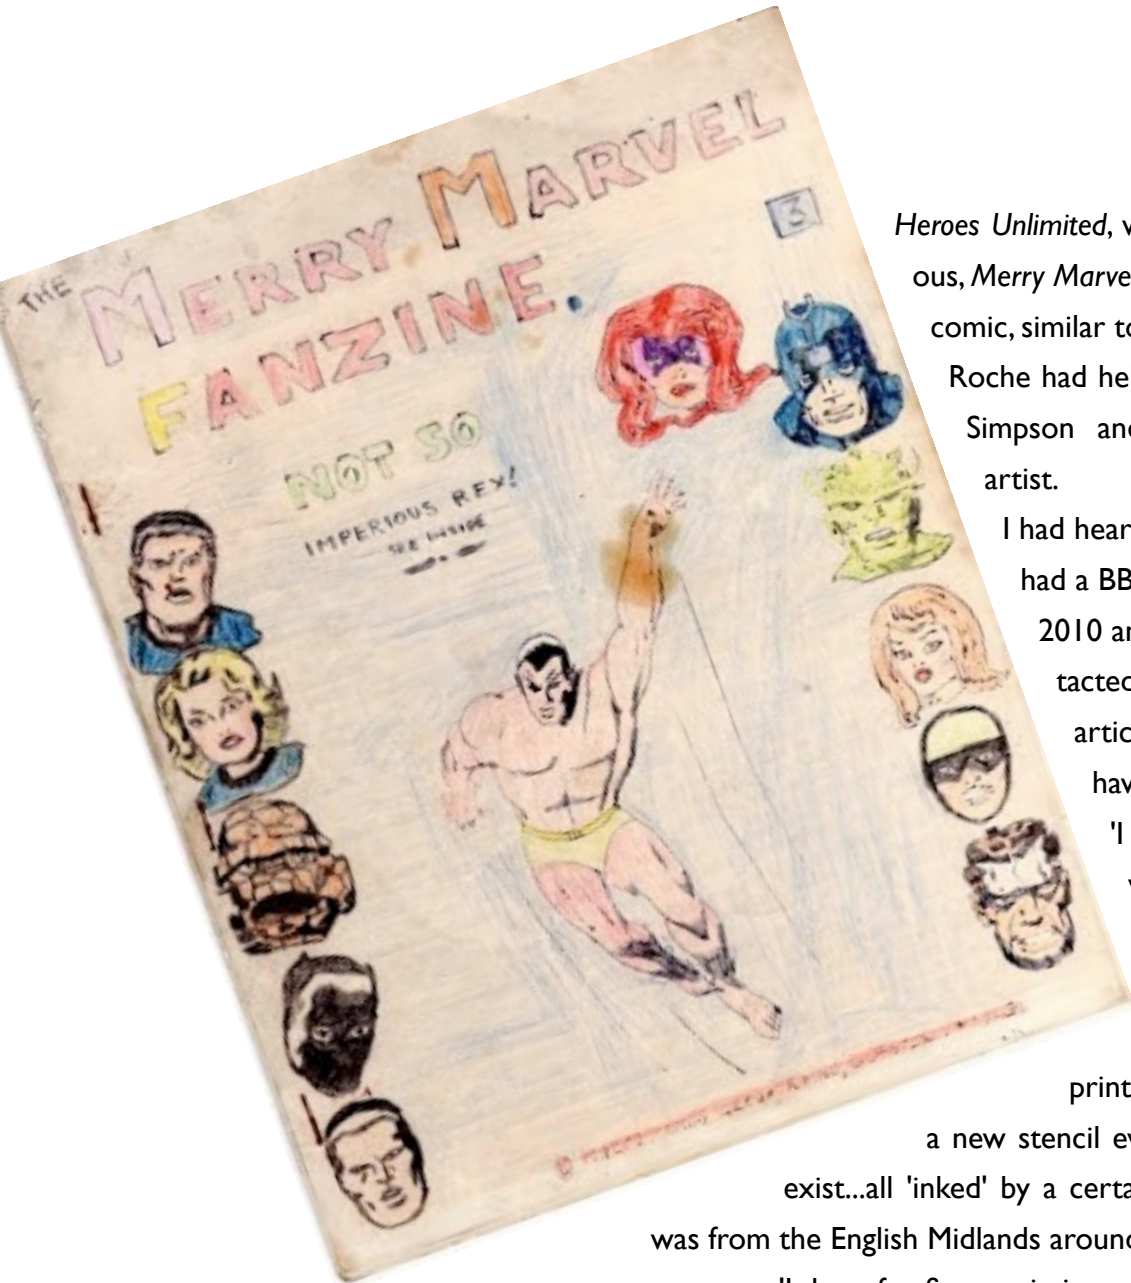 THE MERRY MARVEL
FANZINE.
3
NOT SO
IMPERIOUS REX!
SEE INSIDE
Heroes Unlimited,
ous, Merry Marve
comic, similar to
Roche had he
Simpson and
artist.
I had hear
had a BB
2010 ar
tacted
artic
hav
'I
print
a new stencil ev
exist...all 'inked' by a certa
was from the English Midlands around